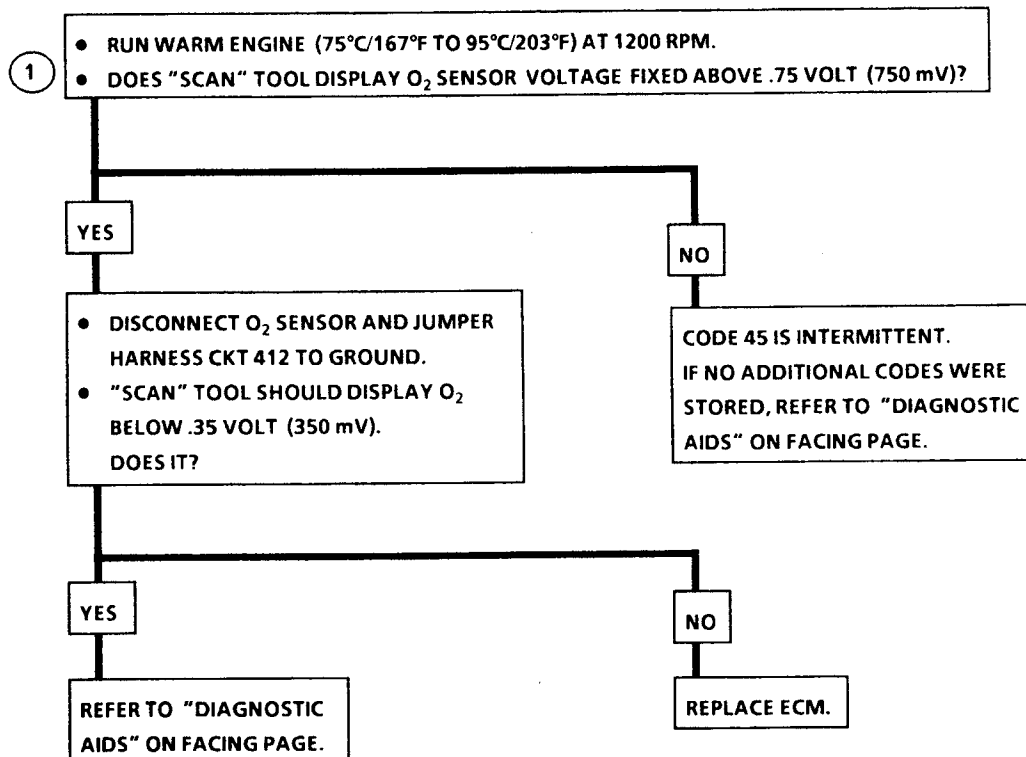 1
• RUN WARM ENGINE (75°C/167°F TO 95°C/203°F) AT 1200 RPM.
• DOES "SCAN" TOOL DISPLAY O₂ SENSOR VOLTAGE FIXED ABOVE .75 VOLT (750 mV)?
YES
NO
• DISCONNECT O₂ SENSOR AND JUMPER
HARNESS CKT 412 TO GROUND.
• "SCAN" TOOL SHOULD DISPLAY O₂
BELOW .35 VOLT (350 mV).
DOES IT?
CODE 45 IS INTERMITTENT.
IF NO ADDITIONAL CODES WERE
STORED, REFER TO "DIAGNOSTIC
AIDS" ON FACING PAGE.
YES
NO
REFER TO "DIAGNOSTIC
AIDS" ON FACING PAGE.
REPLACE ECM.